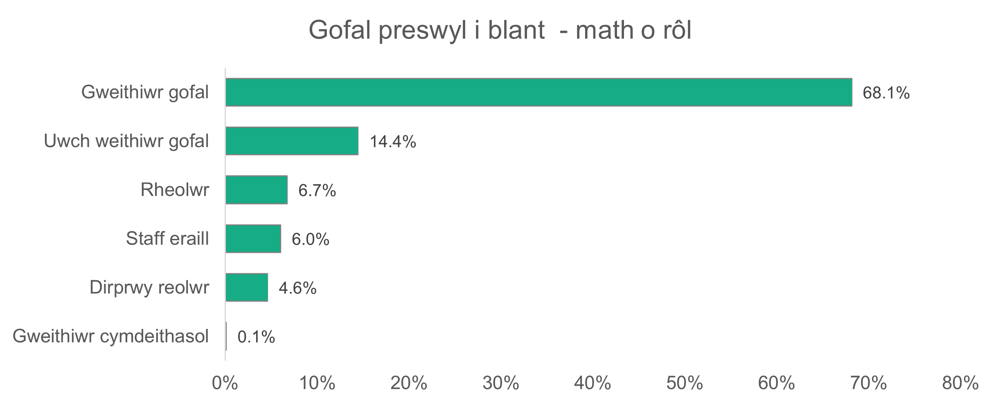 Gofal preswyl i blant  - math o rôl
Gweithiwr gofal 68.1%
Uwch weithiwr gofal 14.4%
Rheolwr 6.7%
Staff eraill 6.0%
Dirprwy reolwr 4.6%
Gweithiwr cymdeithasol 0.1%
0% 10% 20% 30% 40% 50% 60% 70% 80%